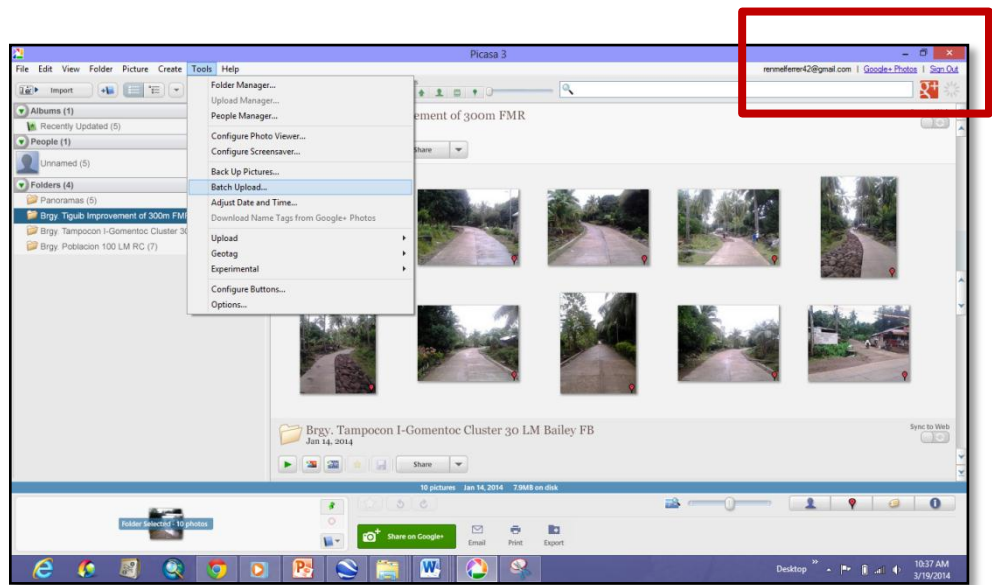 Picasa 3
File Edit View Folder Picture Create Tools Help
renmelferrer42@gmail.com | Google+ Photos | Sign Out
Import
Albums (1)
Recently Updated (5)
People (1)
Unnamed (5)
Folders (4)
Panoramas (5)
Brgy. Tiguib Improvement of 300m FMR
Brgy. Tampocon I-Gomentoc Cluster 30
Brgy. Poblacion 100 LM RC (7)
Folder Manager...
Upload Manager...
People Manager...
Configure Photo Viewer...
Configure Screensaver...
Back Up Pictures...
Batch Upload...
Adjust Date and Time...
Download Name Tags from Google+ Photos
Upload
Geotag
Experimental
Configure Buttons...
Options...
ement of 300m FMR
Share
Brgy. Tampocon I-Gomentoc Cluster 30 LM Bailey FB
Jan 14, 2014
Sync to Web
Share
10 pictures Jan 14, 2014 7.9MB on disk
Folder Selected - 10 photos
Share on Google+
Email Print Export
Desktop
10:37 AM
3/19/2014